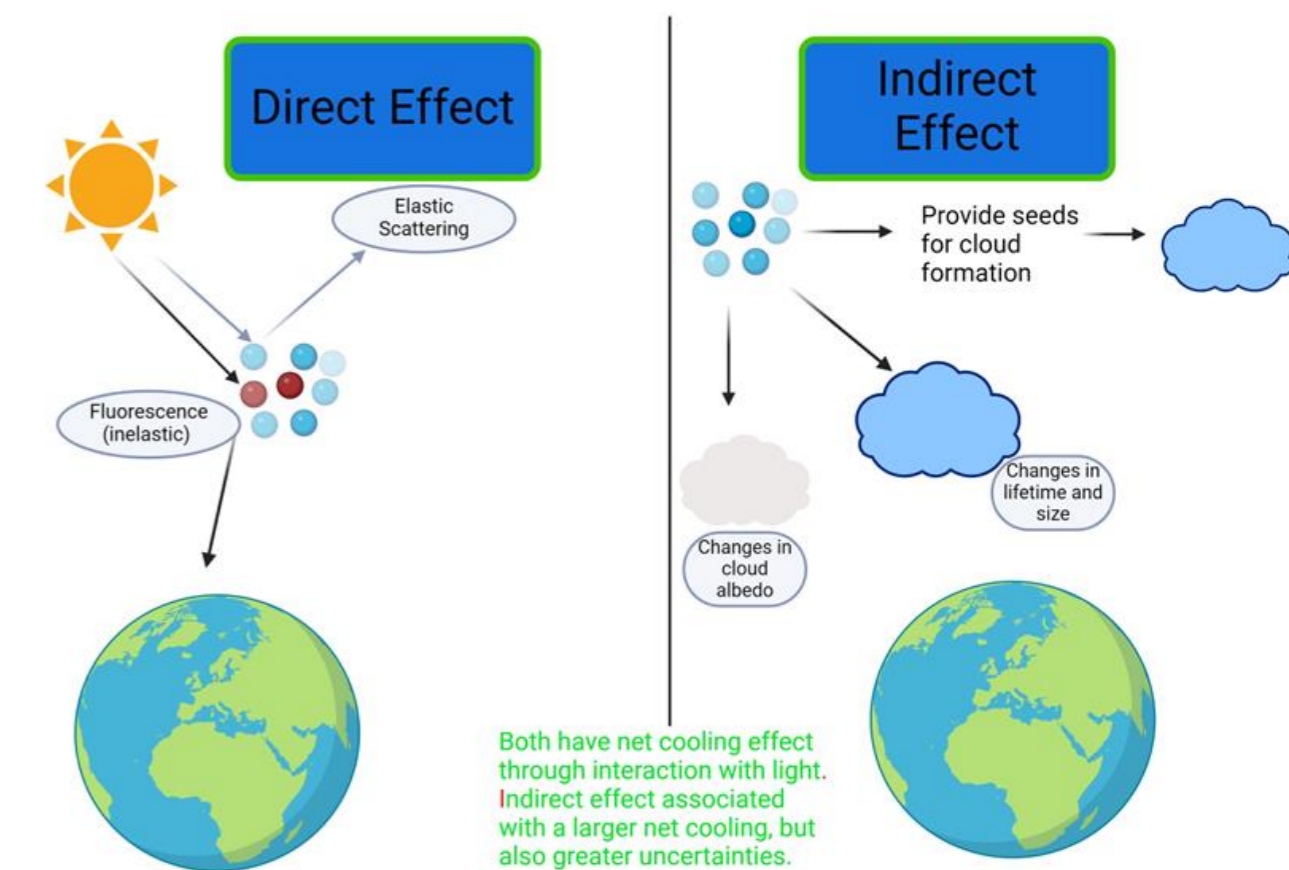 Direct Effect
Elastic
Scattering
Fluorescence
(inelastic)
Indirect
Effect
Provide seeds
for cloud
formation
Changes in
lifetime and
size
Changes in
cloud
albedo
Both have net cooling effect
through interaction with light.
Indirect effect associated
with a larger net cooling, but
also greater uncertainties.